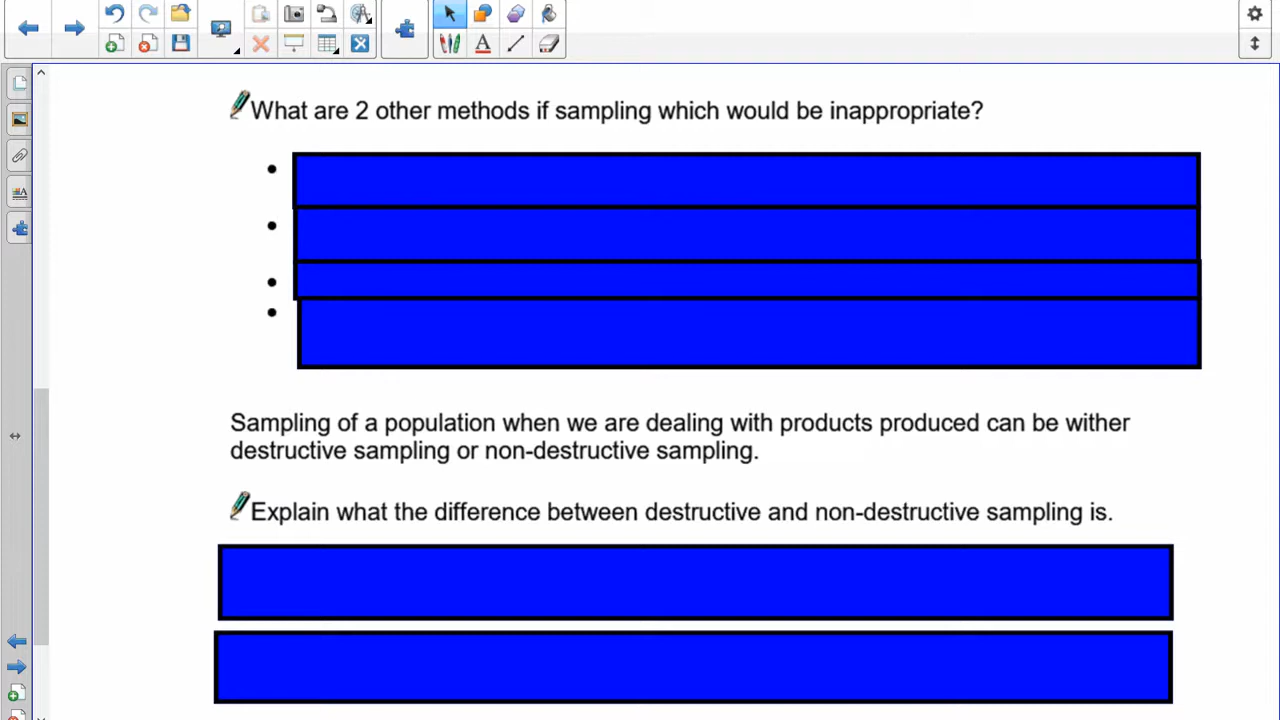 What are 2 other methods if sampling which would be inappropriate?
Sampling of a population when we are dealing with products produced can be wither
destructive sampling or non-destructive sampling.
Explain what the difference between destructive and non-destructive sampling is.